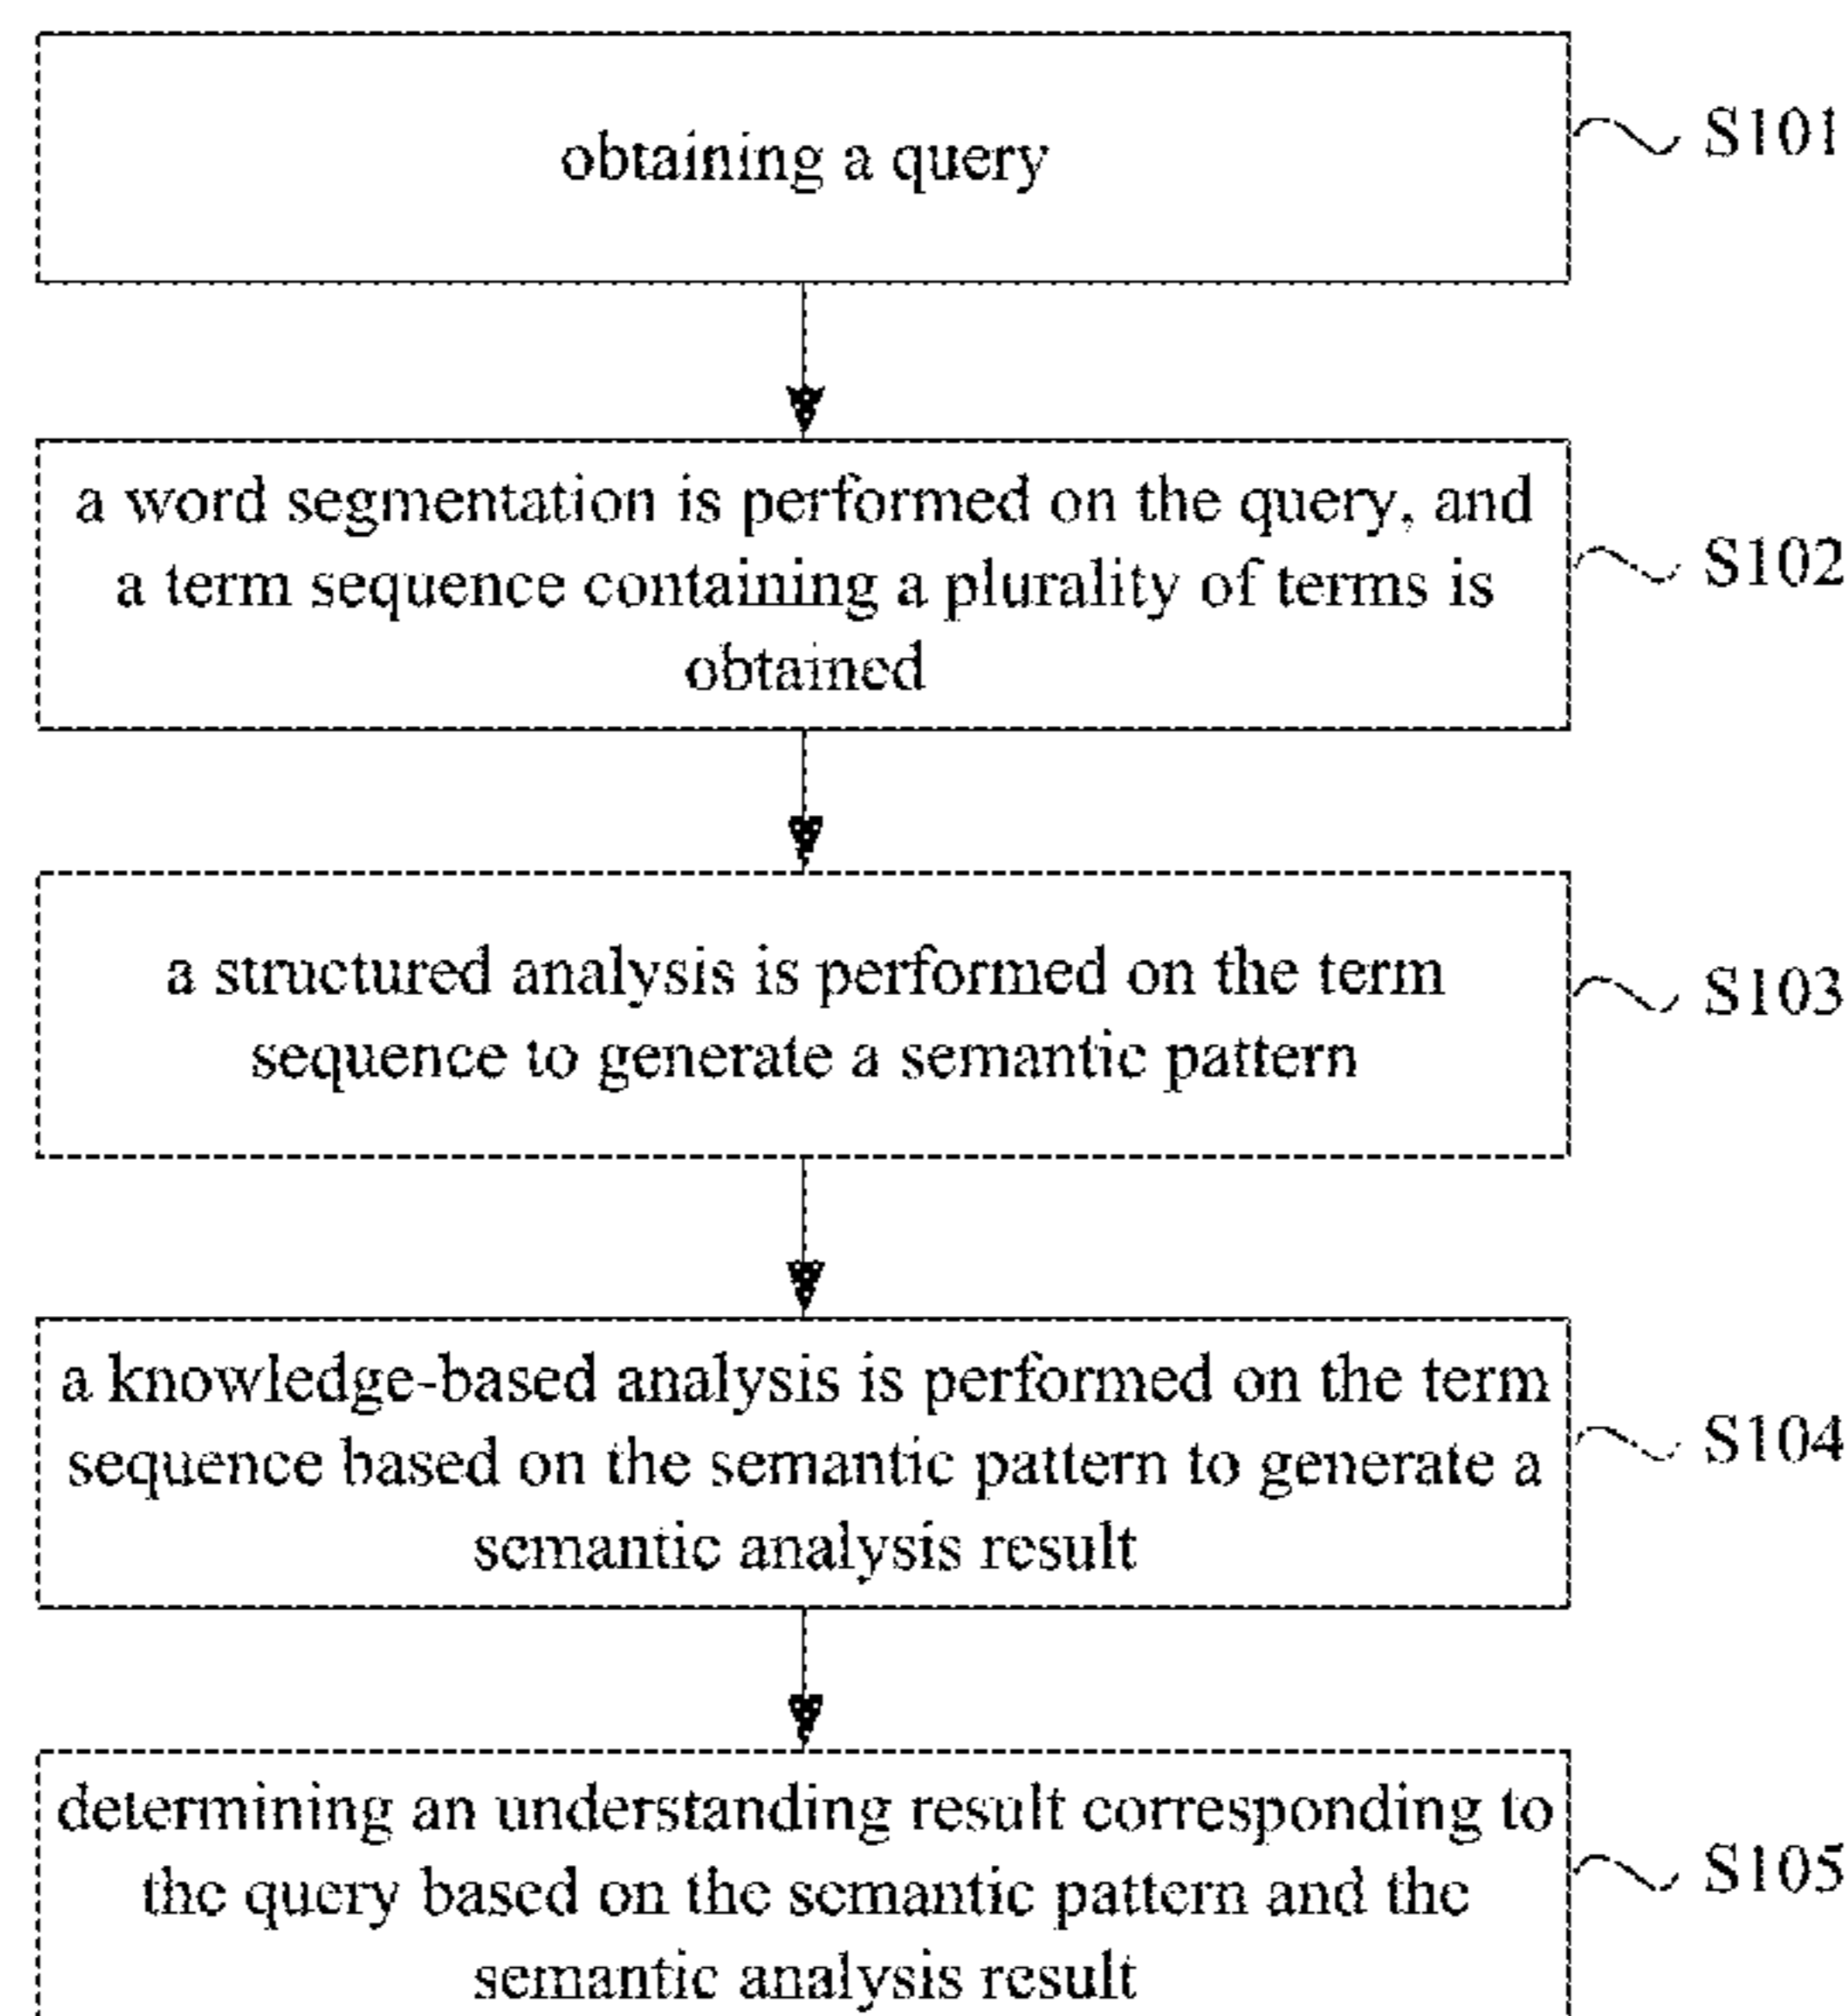 obtaining a query
S101
a word segmentation is performed on the query, and
a term sequence containing a plurality of terms is
obtained
S102
a structured analysis is performed on the term
sequence to generate a semantic pattern
S103
a knowledge-based analysis is performed on the term
sequence based on the semantic pattern to generate a
semantic analysis result
S104
determining an understanding result corresponding to
the query based on the semantic pattern and the
semantic analysis result
S105